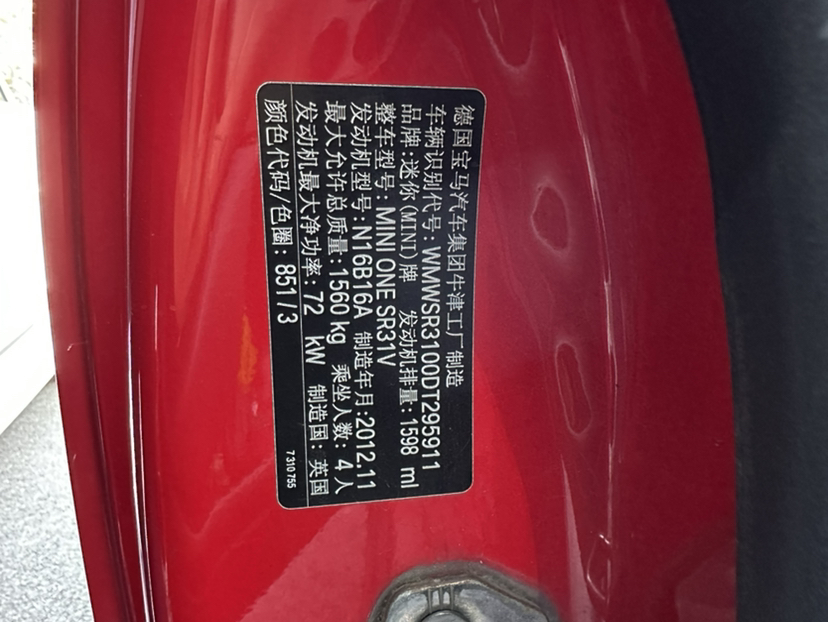 德国宝马汽车集团牛津工厂 制造
车辆识别代号: WMWSR3100DT295911
品牌:迷你(MINI)牌 发动机排量: 1598 ml
整车型号: MINI ONE SR31V
发动机型号:N16B16A 制造年月:2012.11
最大允许总质量:1560 kg 乘坐人数: 4 人
发动机最大净功率: 72 kW 制造国: 英国
颜色代码/色圈: 851/3
7310755